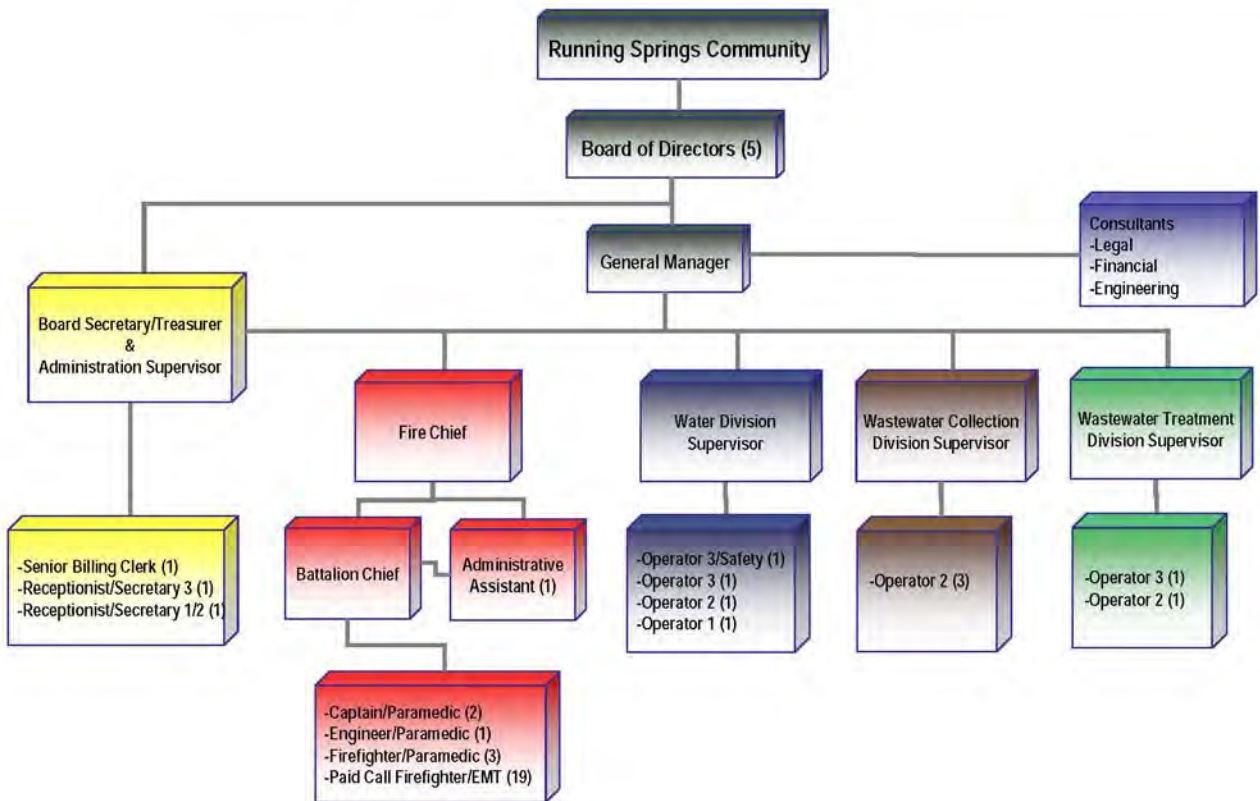 Running Springs Community
Board of Directors (5)
General Manager
Consultants
-Legal
-Financial
-Engineering
Board Secretary/Treasurer
&
Administration Supervisor
Fire Chief
Water Division
Supervisor
Wastewater Collection
Division Supervisor
Wastewater Treatment
Division Supervisor
-Senior Billing Clerk (1)
-Receptionist/Secretary 3 (1)
-Receptionist/Secretary 1/2 (1)
Battalion Chief
Administrative
Assistant (1)
-Operator 3/Safety (1)
-Operator 3 (1)
-Operator 2 (1)
-Operator 1 (1)
-Operator 2 (3)
-Operator 3 (1)
-Operator 2 (1)
-Captain/Paramedic (2)
-Engineer/Paramedic (1)
-Firefighter/Paramedic (3)
-Paid Call Firefighter/EMT (19)